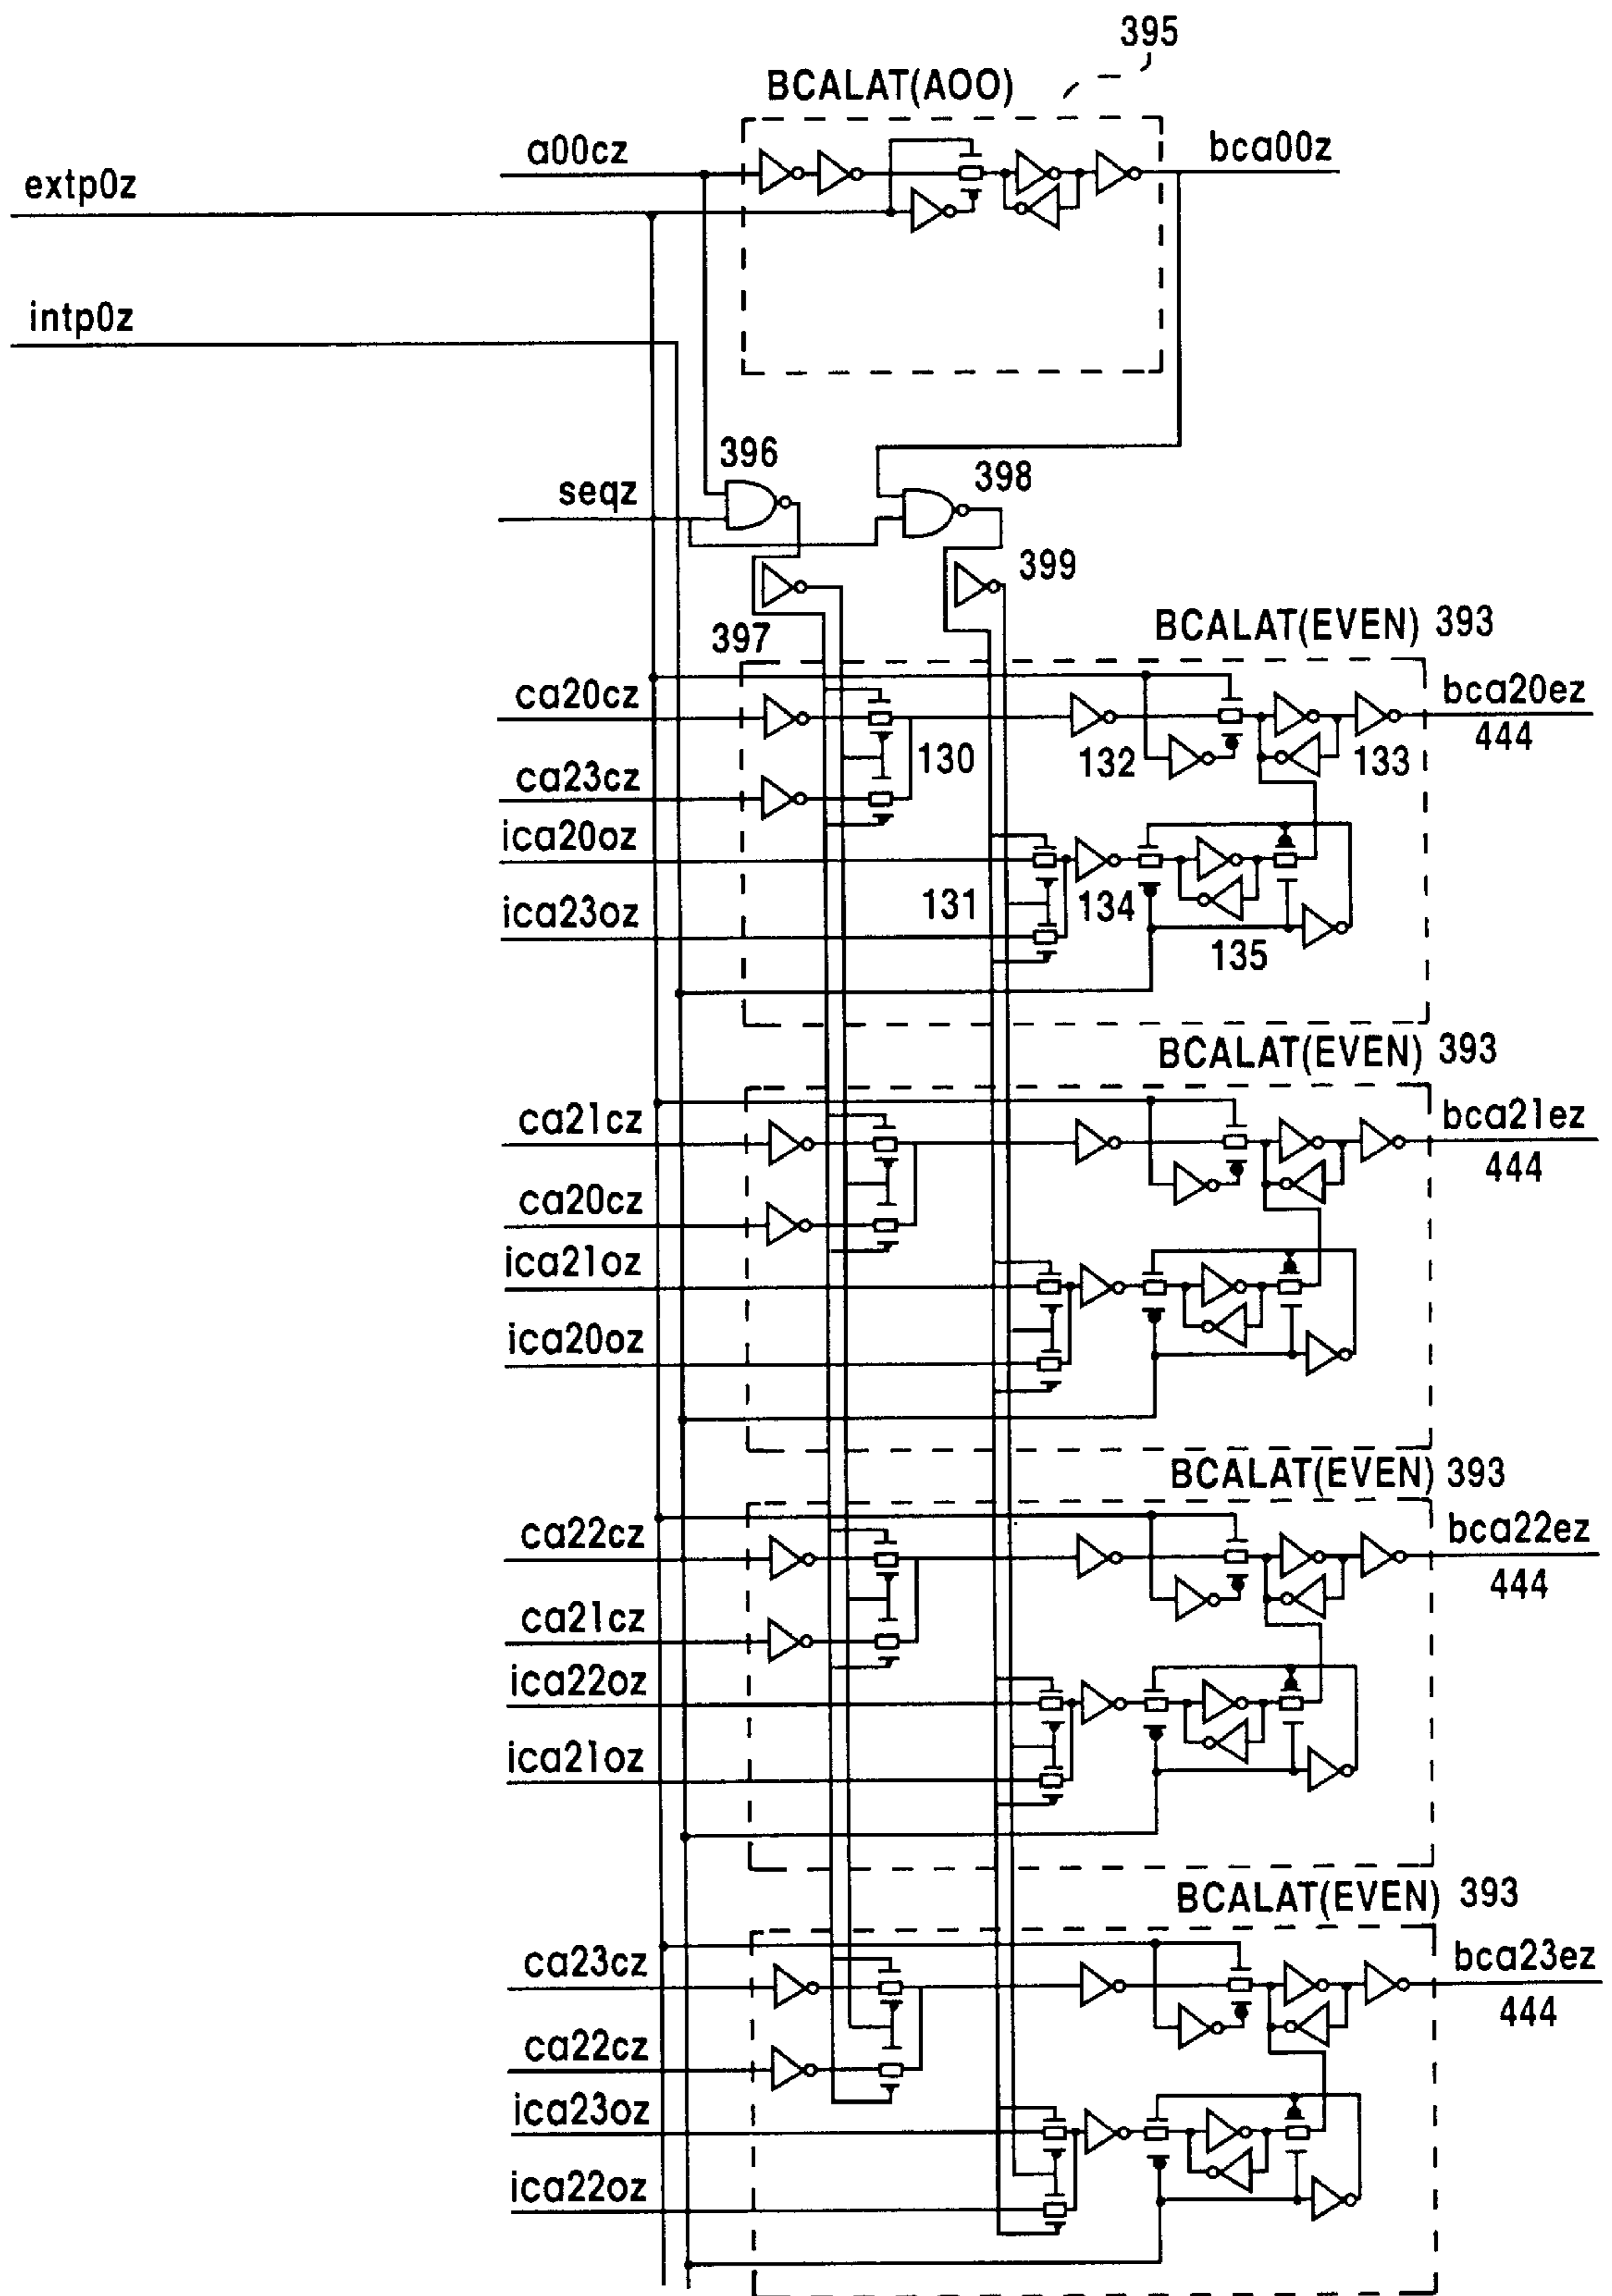 395
BCALAT(AOO)
a00cz
bca00z
extp0z
intp0z
396
398
seqz
399
397
BCALAT(EVEN) 393
ca20cz
bca20ez
444
130
132
133
ca23cz
ica20oz
131
134
ica23oz
135
BCALAT(EVEN) 393
ca21cz
bca21ez
444
ca20cz
ica21oz
ica20oz
BCALAT(EVEN) 393
ca22cz
bca22ez
444
ca21cz
ica22oz
ica21oz
BCALAT(EVEN) 393
ca23cz
bca23ez
444
ca22cz
ica23oz
ica22oz